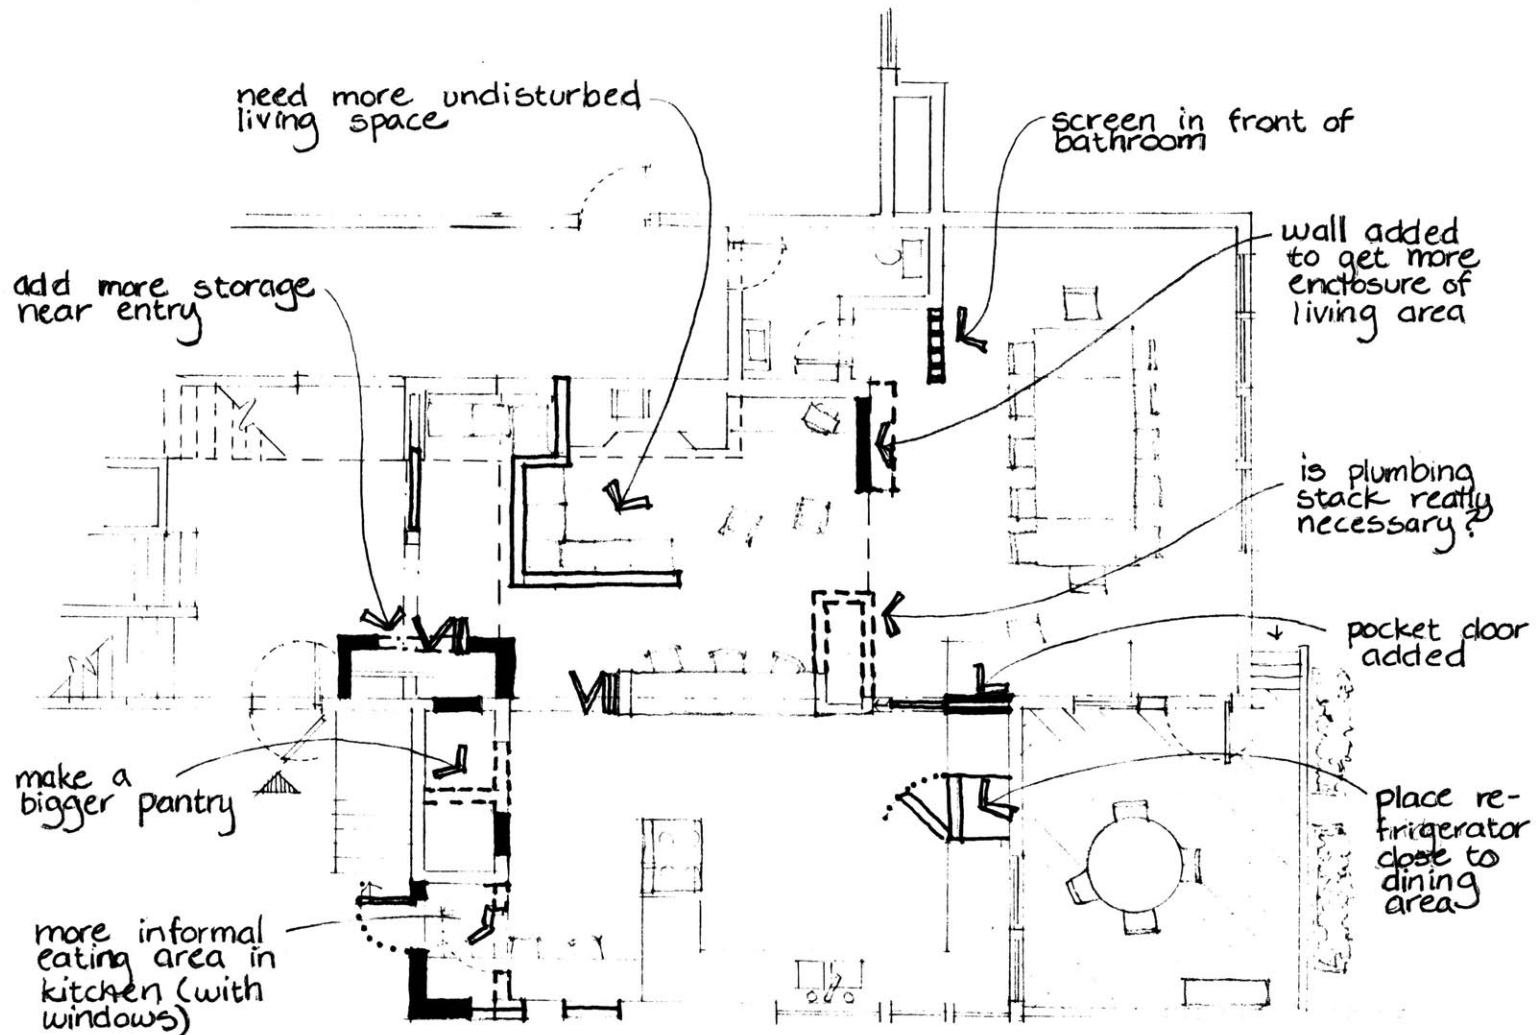 need more undisturbed
living space
screen in front of
bathroom
wall added
to get more
enclosure of
living area
add more storage
near entry
is plumbing
stack really
necessary?
pocket door
added
make a
bigger pantry
place re-
frigerator
close to
dining
area
more informal
eating area in
kitchen (with
windows)